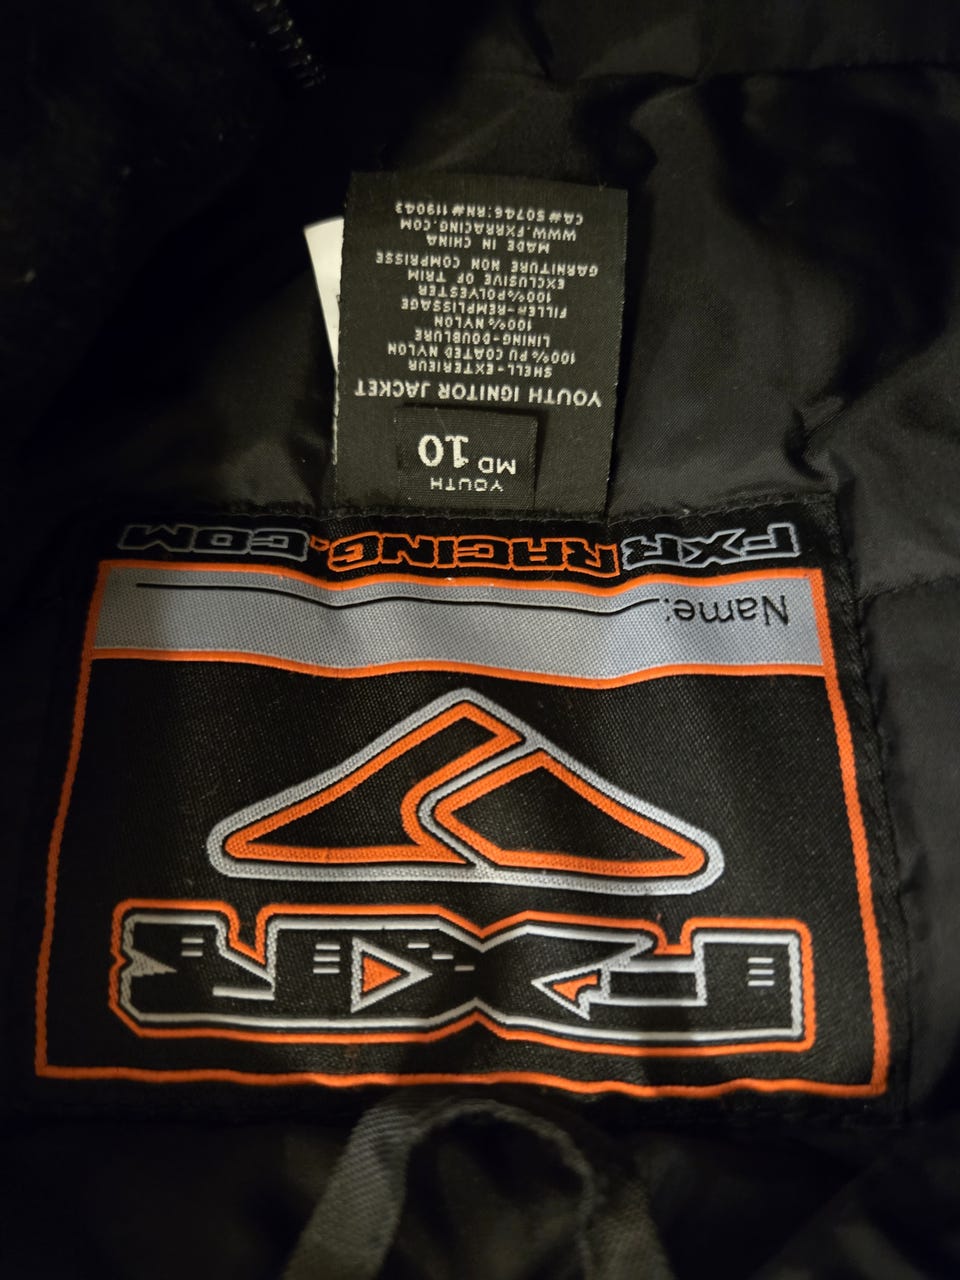 FXR
Name:
FXRRACING.COM
YOUTH
MD 10
YOUTH IGNITOR JACKET
SHELL-EXTERIEUR
100% PU COATED NYLON
LINING-DOUBLURE
100% NYLON
FILLER-REMPLISSAGE
100%POLYESTER
EXCLUSIVE OF TRIM
GARNITURE NON COMPRISE
MADE IN CHINA
WWW.FXRRACING.COM
CA#50746:RN#119043